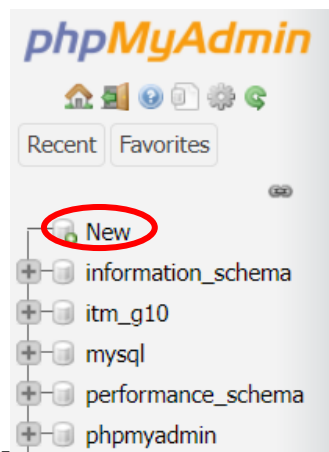 phpMyAdmin
Recent Favorites
New
information_schema
itm_g10
mysql
performance_schema
phpmyadmin